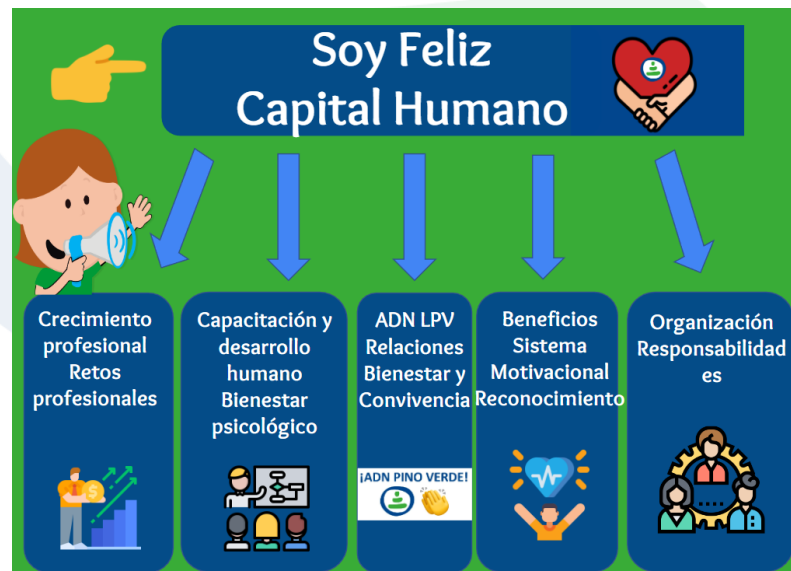 Soy Feliz
Capital Humano
Crecimiento
profesional
Retos
profesionales
Capacitación y
desarrollo
humano
Bienestar
psicológico
ADN LPV
Relaciones
Bienestar y
Convivencia
¡ADN PINO VERDE!
Beneficios
Sistema
Motivacional
Reconocimiento
Organización
Responsabilidad
es